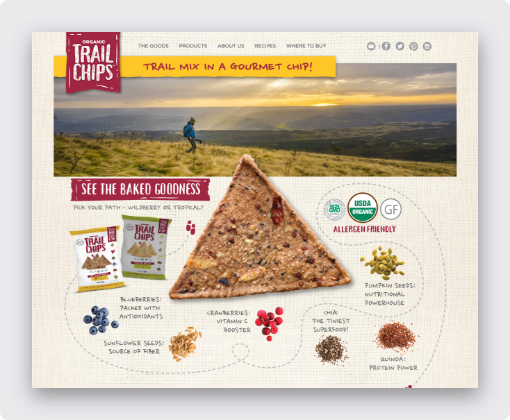 ORGANIC
TRAIL
CHIPS
THE GOODS PRODUCTS ABOUT US RECIPES WHERE TO BUY
TRAIL MIX IN A GOURMET CHIP!
SEE THE BAKED GOODNESS
PICK YOUR PATH - WILDBERRY OR TROPICAL?
TRAIL
CHIPS
TRAIL
CHIPS
USDA
ORGANIC
GF
ALLERGEN FRIENDLY
PUMPKIN SEEDS:
NUTRITIONAL
POWERHOUSE
BLUEBERRIES:
PACKED WITH
ANTIOXIDANTS
CRANBERRIES:
VITAMIN C
BOOSTER
CHIA:
THE TINIEST
SUPERFOOD!
SUNFLOWER SEEDS:
SOURCE OF FIBER
QUINOA:
PROTEIN POWER